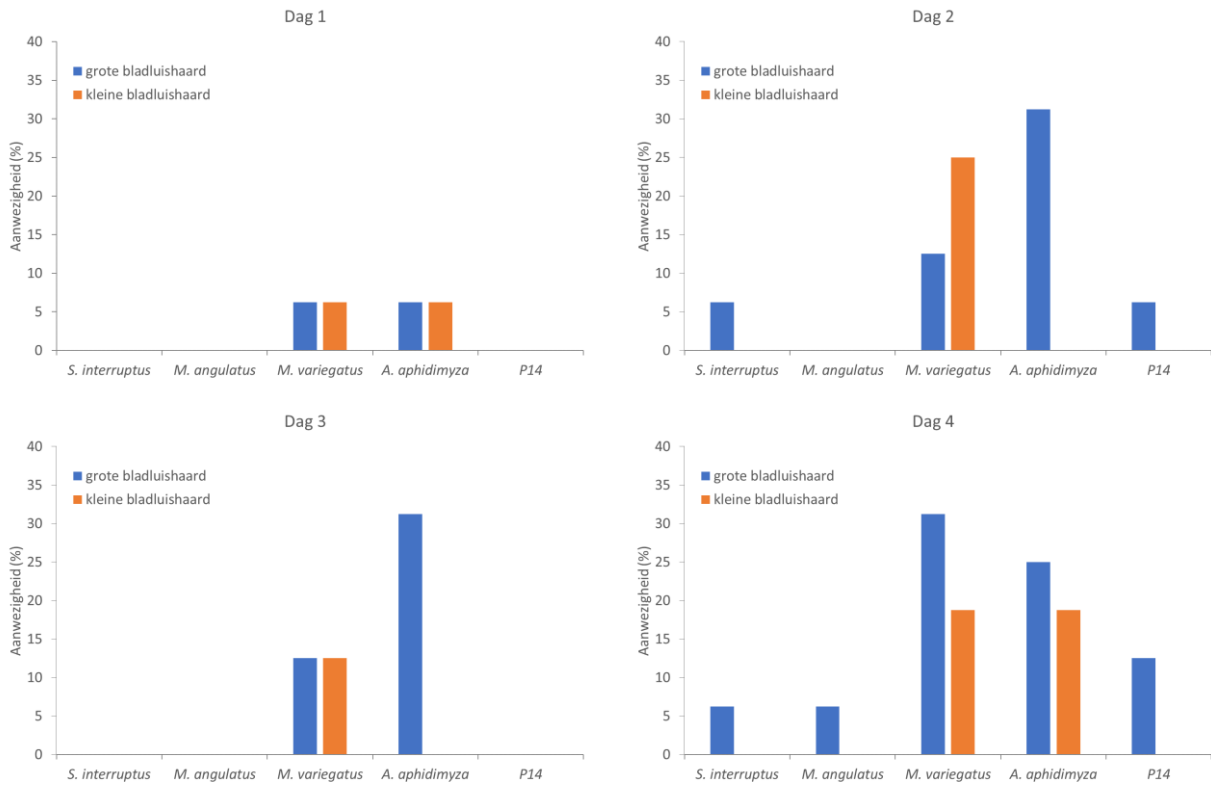 Dag 1
Aanwezigheid (%)
40
35
30
25
20
15
10
5
0
grote bladluishaard
kleine bladluishaard
S. interruptus M. angulatus M. variegatus A. aphidimyza P14
Dag 2
Aanwezigheid (%)
40
35
30
25
20
15
10
5
0
grote bladluishaard
kleine bladluishaard
S. interruptus M. angulatus M. variegatus A. aphidimyza P14
Dag 3
Aanwezigheid (%)
40
35
30
25
20
15
10
5
0
grote bladluishaard
kleine bladluishaard
S. interruptus M. angulatus M. variegatus A. aphidimyza P14
Dag 4
Aanwezigheid (%)
40
35
30
25
20
15
10
5
0
grote bladluishaard
kleine bladluishaard
S. interruptus M. angulatus M. variegatus A. aphidimyza P14